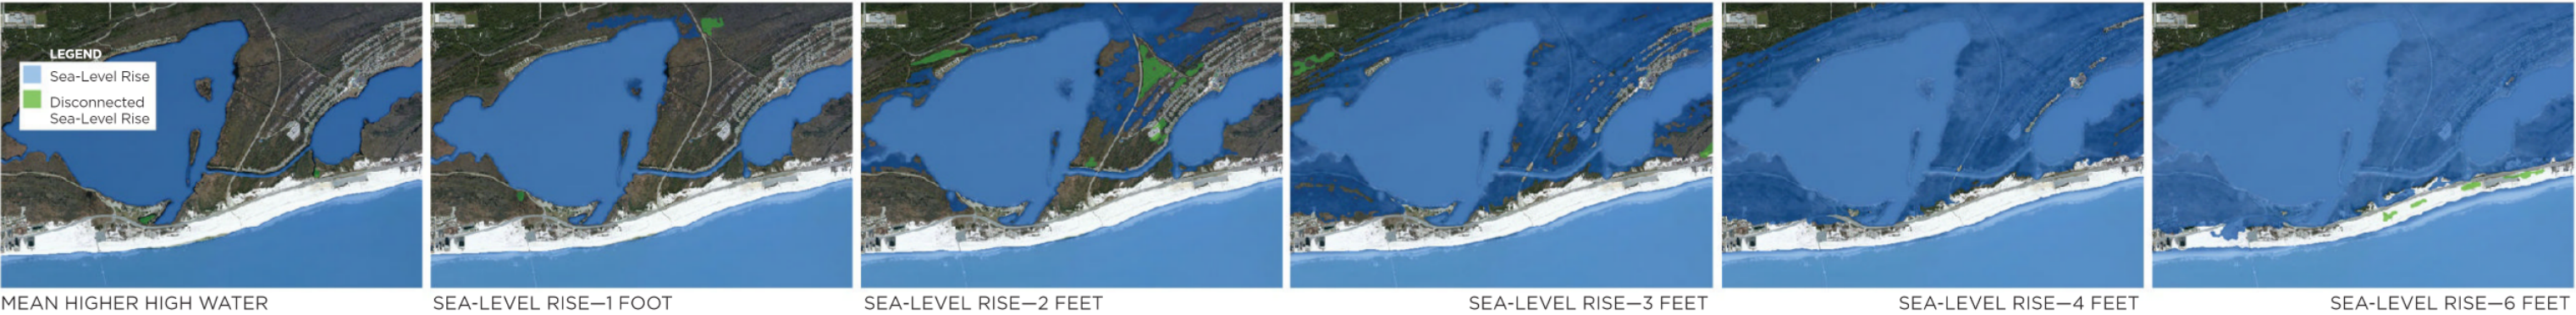 LEGEND
Sea-Level Rise
Disconnected
Sea-Level Rise
MEAN HIGHER HIGH WATER
SEA-LEVEL RISE—1 FOOT
SEA-LEVEL RISE—2 FEET
SEA-LEVEL RISE—3 FEET
SEA-LEVEL RISE—4 FEET
SEA-LEVEL RISE—6 FEET